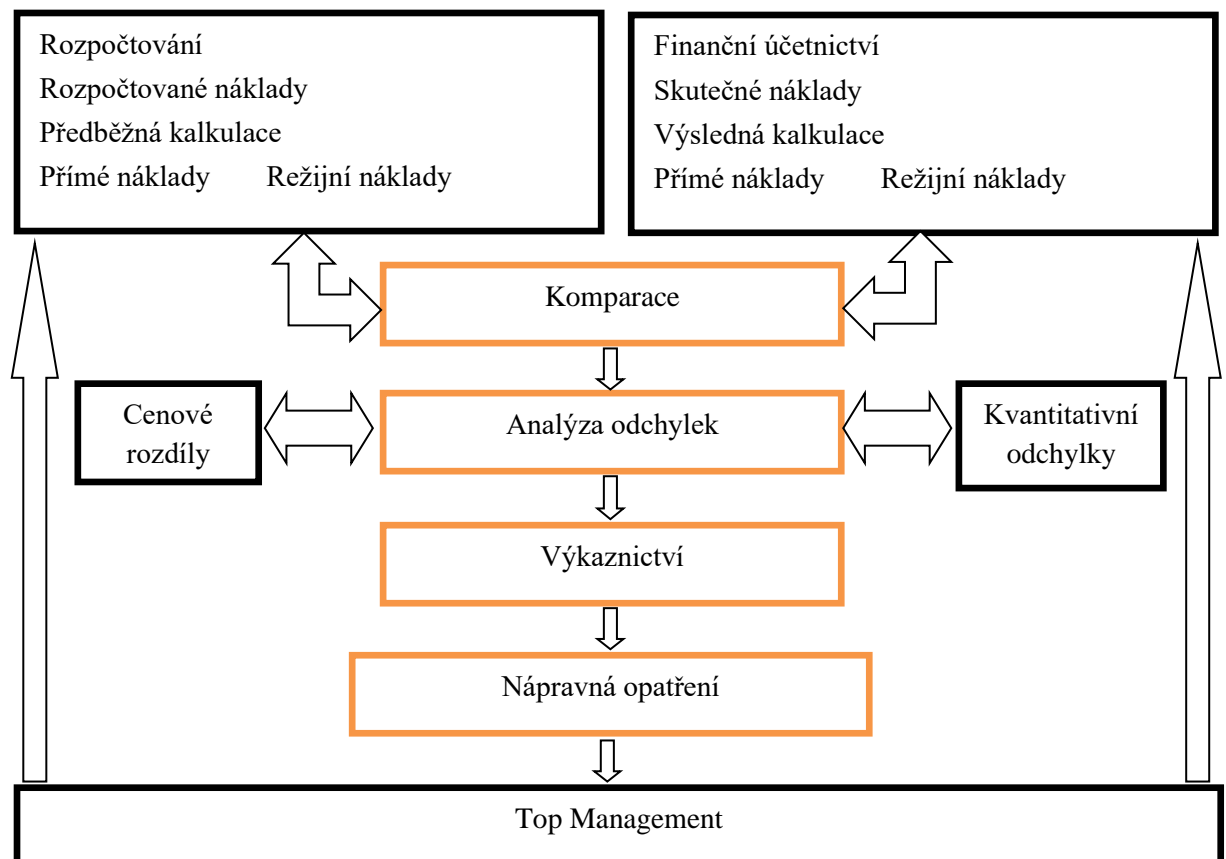 Rozpočtování
Rozpočtované náklady
Předběžná kalkulace
Přímé náklady Režijní náklady
Finanční účetnictví
Skutečné náklady
Výsledná kalkulace
Přímé náklady Režijní náklady
Komparace
Cenové
rozdíly
Analýza odchylek
Kvantitativní
odchylky
Výkaznictví
Nápravná opatření
Top Management